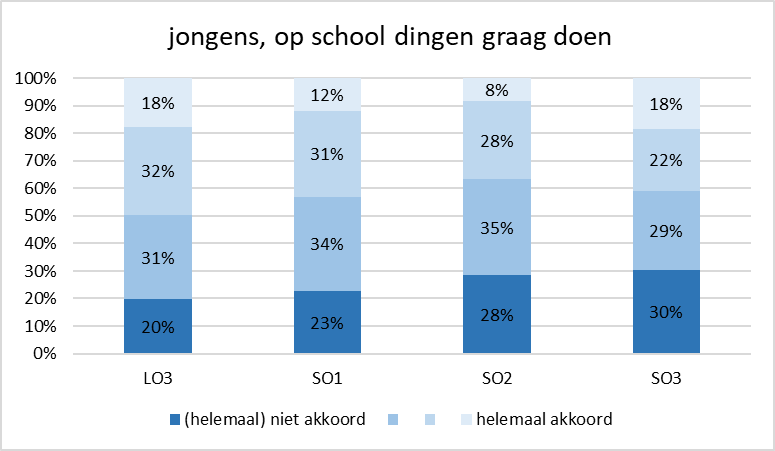 jongens, op school dingen graag doen
100%
90%
80%
70%
60%
50%
40%
30%
20%
10%
0%
18% 12% 8% 18%
32% 31% 28% 22%
31% 34% 35% 29%
20% 23% 28% 30%
LO3 SO1 SO2 SO3
(helemaal) niet akkoord helemaal akkoord